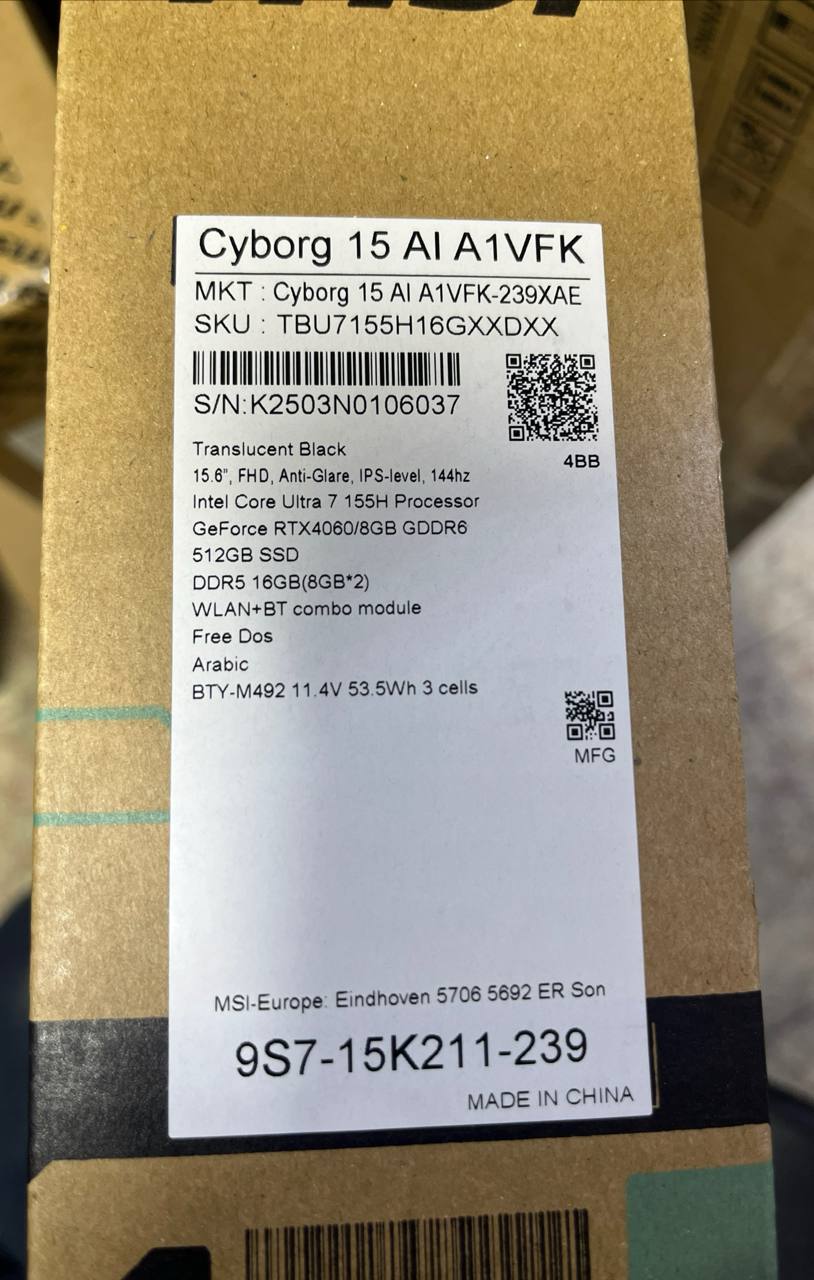 Cyborg 15 AI A1VFK
MKT : Cyborg 15 AI A1VFK-239XAE
SKU : TBU7155H16GXXDXX
S/N:K2503N0106037
4BB
Translucent Black
15.6", FHD, Anti-Glare, IPS-level, 144hz
Intel Core Ultra 7 155H Processor
GeForce RTX4060/8GB GDDR6
512GB SSD
DDR5 16GB(8GB*2)
WLAN+BT combo module
Free Dos
Arabic
BTY-M492 11.4V 53.5Wh 3 cells
MFG
MSI-Europe: Eindhoven 5706 5692 ER Son
9S7-15K211-239
MADE IN CHINA